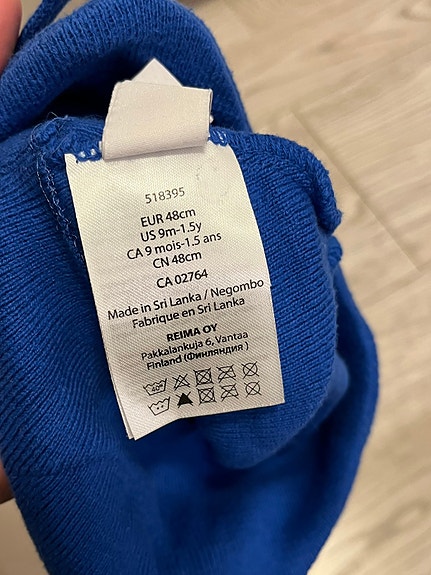 518395
EUR 48cm
US 9m-1.5y
CA 9 mois-1.5 ans
CN 48cm
CA 02764
Made in Sri Lanka / Negombo
Fabrique en Sri Lanka
REIMA OY
Pakkalankuja 6, Vantaa
Finland (Финляндия )
40°